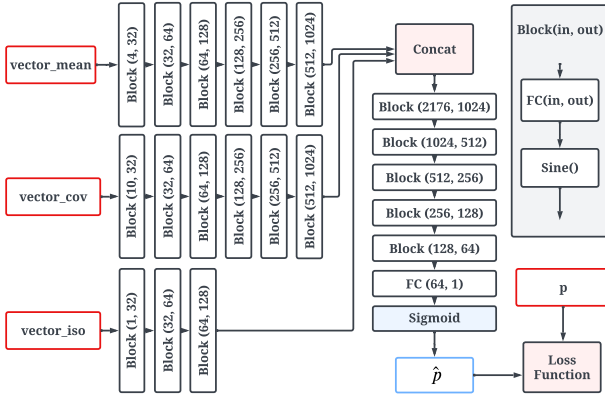 vector_mean
Block (4, 32)
Block (32, 64)
Block (64, 128)
Block (128, 256)
Block (256, 512)
Block (512, 1024)
vector_cov
Block (10, 32)
Block (32, 64)
Block (64, 128)
Block (128, 256)
Block (256, 512)
Block (512, 1024)
vector_iso
Block (1, 32)
Block (32, 64)
Block (64, 128)
Concat
Block (2176, 1024)
Block (1024, 512)
Block (512, 256)
Block (256, 128)
Block (128, 64)
FC (64, 1)
Sigmoid
p̂
Block(in, out)
FC(in, out)
Sine()
p
Loss
Function